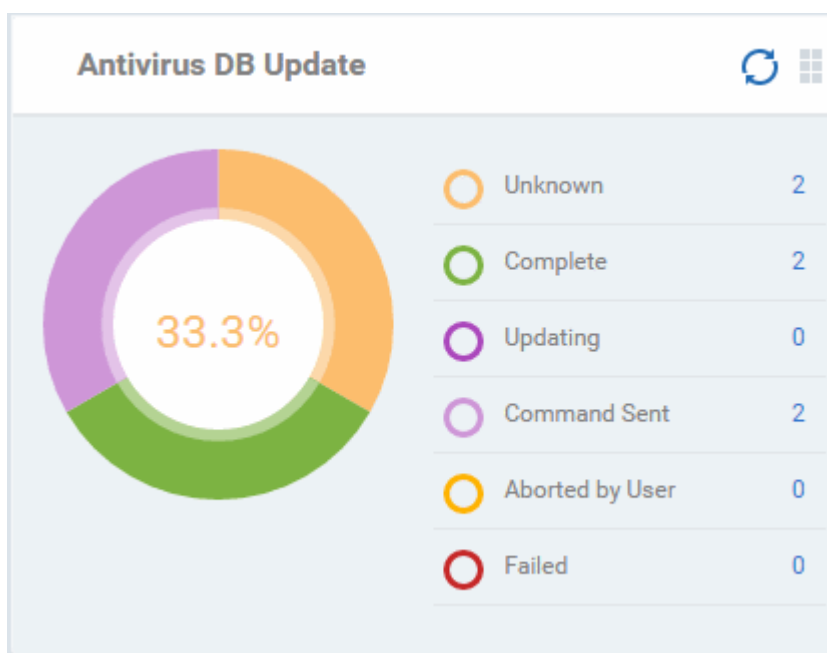 Antivirus DB Update
33.3%
Unknown 2
Complete 2
Updating 0
Command Sent 2
Aborted by User 0
Failed 0